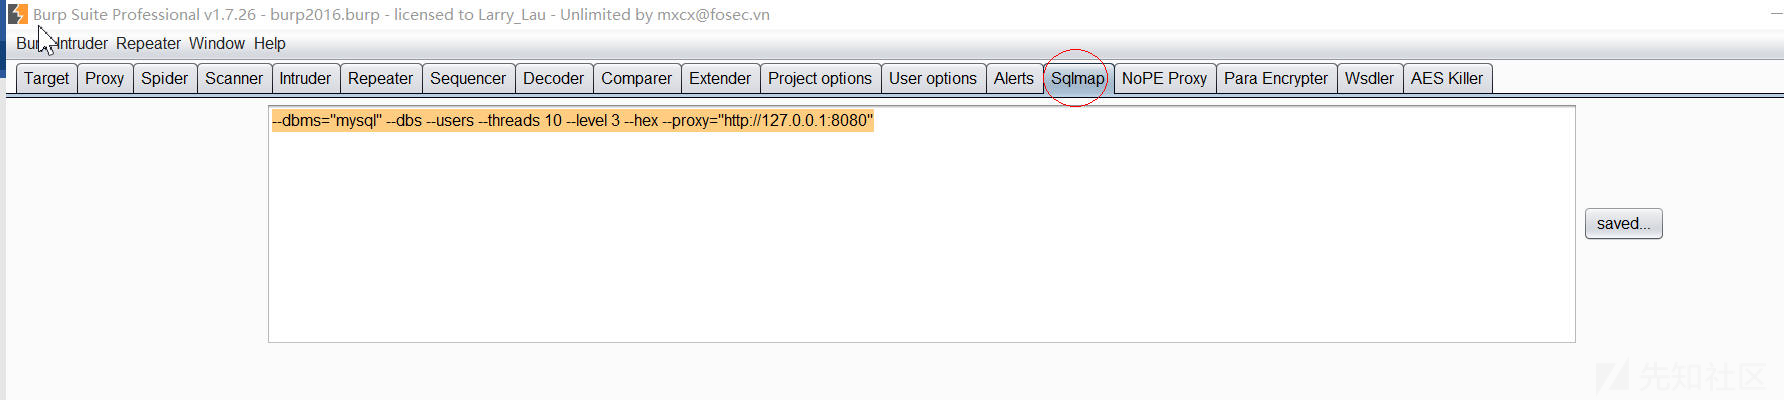 Burp Suite Professional v1.7.26 - burp2016.burp - licensed to Larry_Lau - Unlimited by mxcx@fosec.vn
Intruder Repeater Window Help
Target Proxy Spider Scanner Intruder Repeater Sequencer Decoder Comparer Extender Project options User options Alerts Sqlmap NoPE Proxy Para Encrypter Wsdler AES Killer
--dbms="mysql" --dbs --users --threads 10 --level 3 --hex --proxy="http://127.0.0.1:8080"
saved...
先知社区